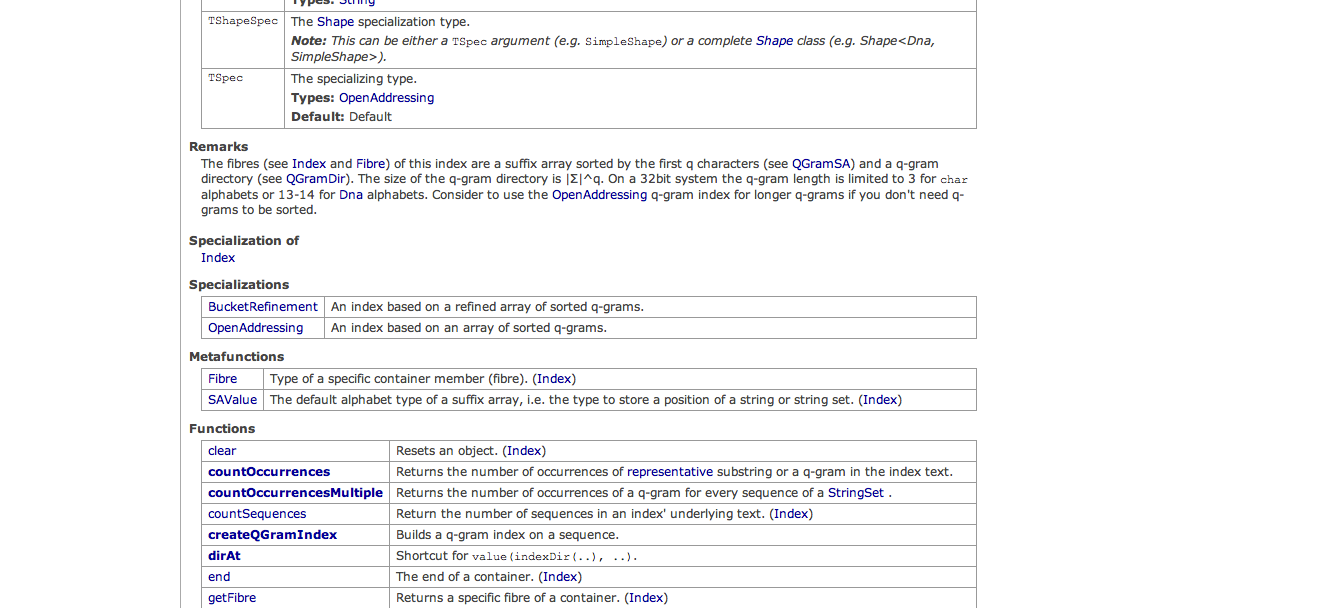 Types: String
TShapeSpec The Shape specialization type.
Note: This can be either a TSpec argument (e.g. SimpleShape) or a complete Shape class (e.g. Shape<Dna,
SimpleShape>).
TSpec The specializing type.
Types: OpenAddressing
Default: Default
Remarks
The fibres (see Index and Fibre) of this index are a suffix array sorted by the first q characters (see QGramSA) and a q-gram
directory (see QGramDir). The size of the q-gram directory is |Σ|^q. On a 32bit system the q-gram length is limited to 3 for char
alphabets or 13-14 for Dna alphabets. Consider to use the OpenAddressing q-gram index for longer q-grams if you don't need q-
grams to be sorted.
Specialization of
Index
Specializations
BucketRefinement An index based on a refined array of sorted q-grams.
OpenAddressing An index based on an array of sorted q-grams.
Metafunctions
Fibre Type of a specific container member (fibre). (Index)
SAValue The default alphabet type of a suffix array, i.e. the type to store a position of a string or string set. (Index)
Functions
clear Resets an object. (Index)
countOccurrences Returns the number of occurrences of representative substring or a q-gram in the index text.
countOccurrencesMultiple Returns the number of occurrences of a q-gram for every sequence of a StringSet .
countSequences Return the number of sequences in an index' underlying text. (Index)
createQGramIndex Builds a q-gram index on a sequence.
dirAt Shortcut for value(indexDir(..), ..).
end The end of a container. (Index)
getFibre Returns a specific fibre of a container. (Index)